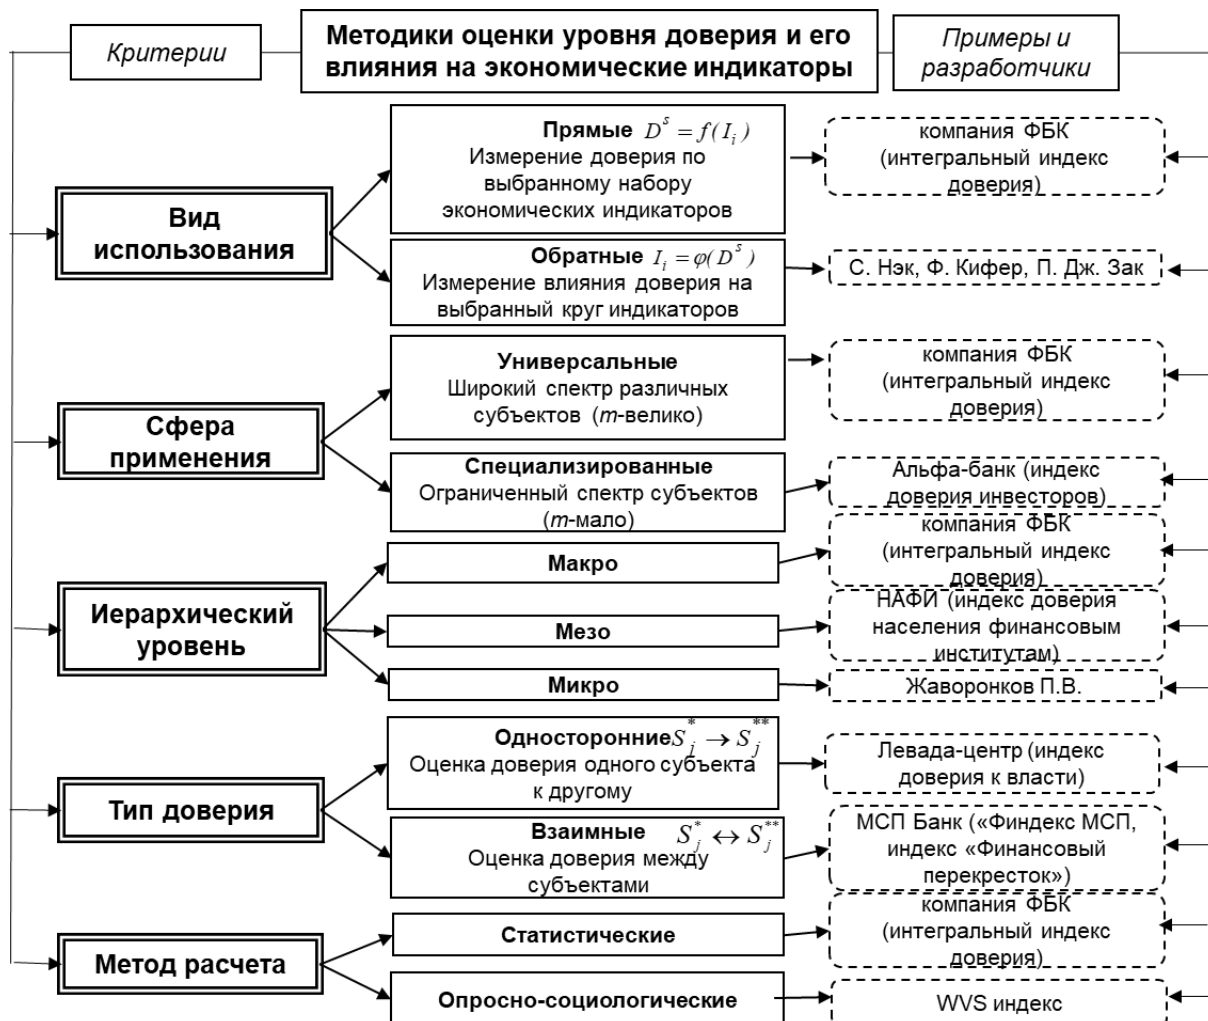 Критерии
Методики оценки уровня доверия и его
влияния на экономические индикаторы
Примеры и
разработчики
Вид
использования
Прямые D^s = f(I_i)
Измерение доверия по
выбранному набору
экономических индикаторов
компания ФБК
(интегральный индекс
доверия)
Обратные I_i = φ(D^s)
Измерение влияния доверия на
выбранный круг индикаторов
С. Нэк, Ф. Кифер, П. Дж. Зак
Сфера
применения
Универсальные
Широкий спектр различных
субъектов (m-велико)
компания ФБК
(интегральный индекс
доверия)
Специализированные
Ограниченный спектр субъектов
(m-мало)
Альфа-банк (индекс
доверия инвесторов)
Иерархический
уровень
Макро
компания ФБК
(интегральный индекс
доверия)
Мезо
НАФИ (индекс доверия
населения финансовым
институтам)
Микро
Жаворонков П.В.
Тип доверия
Односторонние S_j^* → S_j^**
Оценка доверия одного субъекта
к другому
Левада-центр (индекс
доверия к власти)
Взаимные S_j^* ↔ S_j^**
Оценка доверия между
субъектами
МСП Банк («Финдекс МСП,
индекс «Финансовый
перекресток»)
Метод расчета
Статистические
компания ФБК
(интегральный индекс
доверия)
Опросно-социологические
WVS индекс